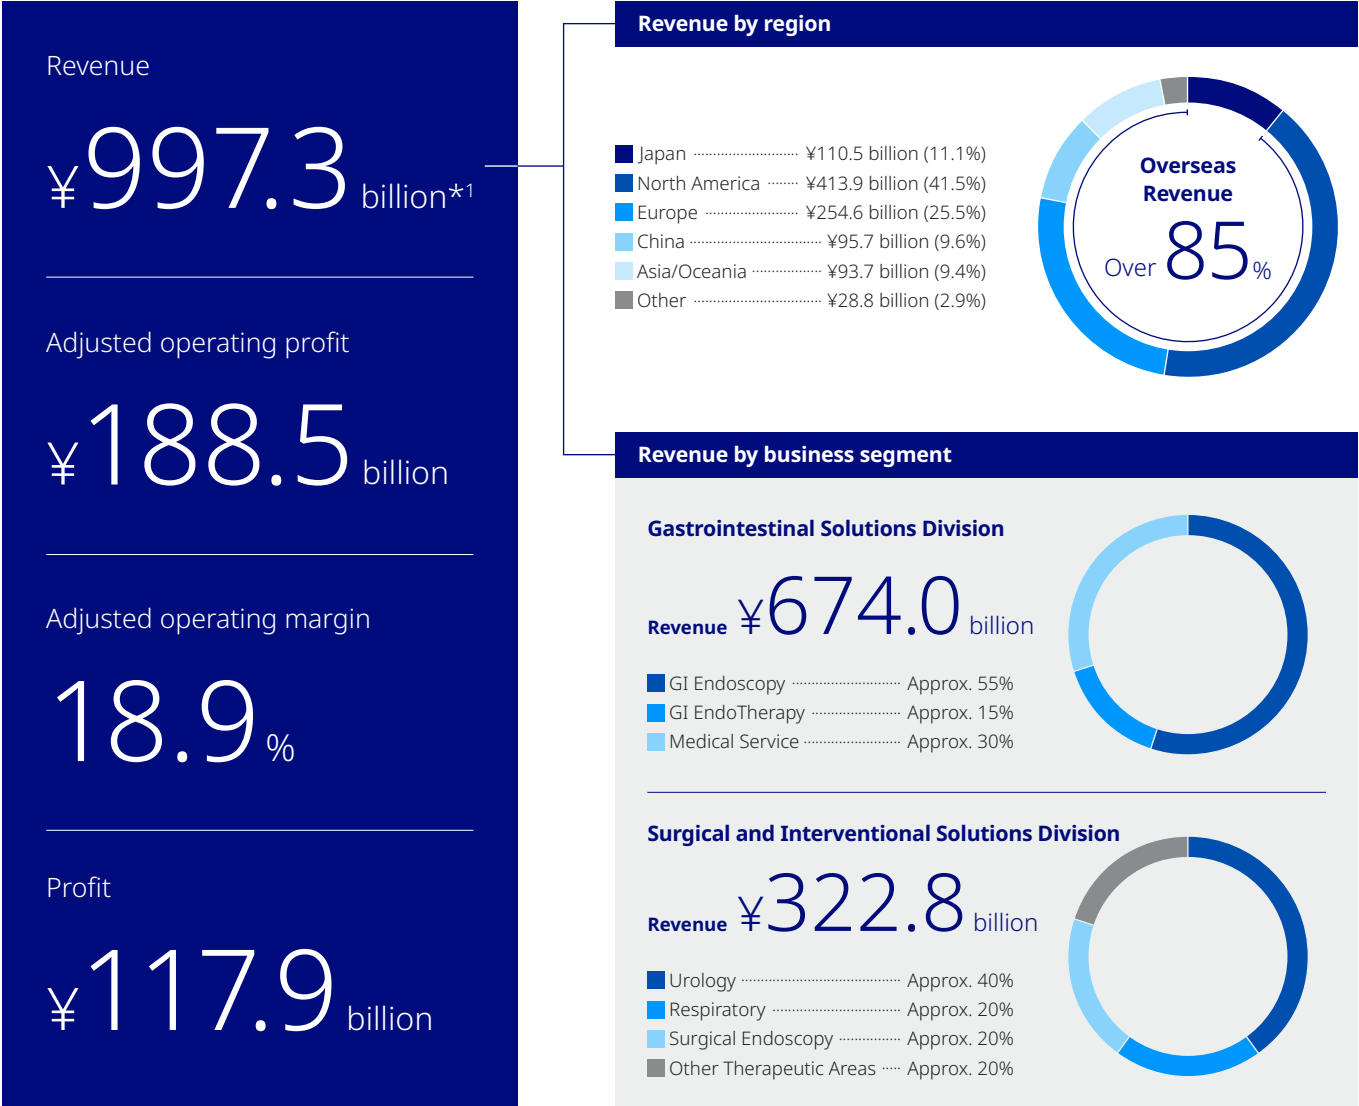 Revenue
¥997.3 billion*1
Adjusted operating profit
¥188.5 billion
Adjusted operating margin
18.9 %
Profit
¥117.9 billion
Revenue by region
Japan ¥110.5 billion (11.1%)
North America ¥413.9 billion (41.5%)
Europe ¥254.6 billion (25.5%)
China ¥95.7 billion (9.6%)
Asia/Oceania ¥93.7 billion (9.4%)
Other ¥28.8 billion (2.9%)
Overseas
Revenue
Over 85%
Revenue by business segment
Gastrointestinal Solutions Division
Revenue ¥674.0 billion
GI Endoscopy Approx. 55%
GI EndoTherapy Approx. 15%
Medical Service Approx. 30%
Surgical and Interventional Solutions Division
Revenue ¥322.8 billion
Urology Approx. 40%
Respiratory Approx. 20%
Surgical Endoscopy Approx. 20%
Other Therapeutic Areas Approx. 20%